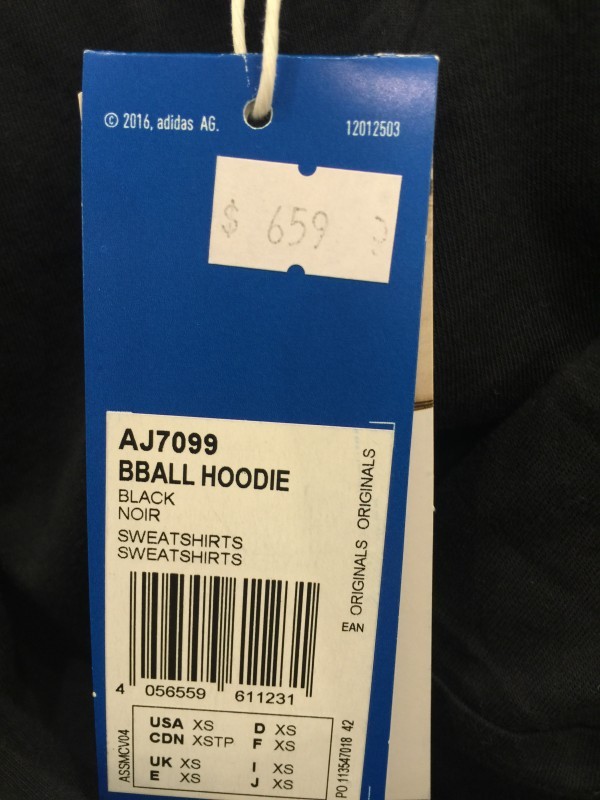 © 2016, adidas AG.
12012503
$ 659
AJ7099
BBALL HOODIE
BLACK
NOIR
SWEATSHIRTS
SWEATSHIRTS
ORIGINALS
ORIGINALS
EAN
4 056559 611231
USA XS D XS
CDN XSTP F XS
UK XS I XS
E XS J XS
ASSMCV04
PO 113547018 42